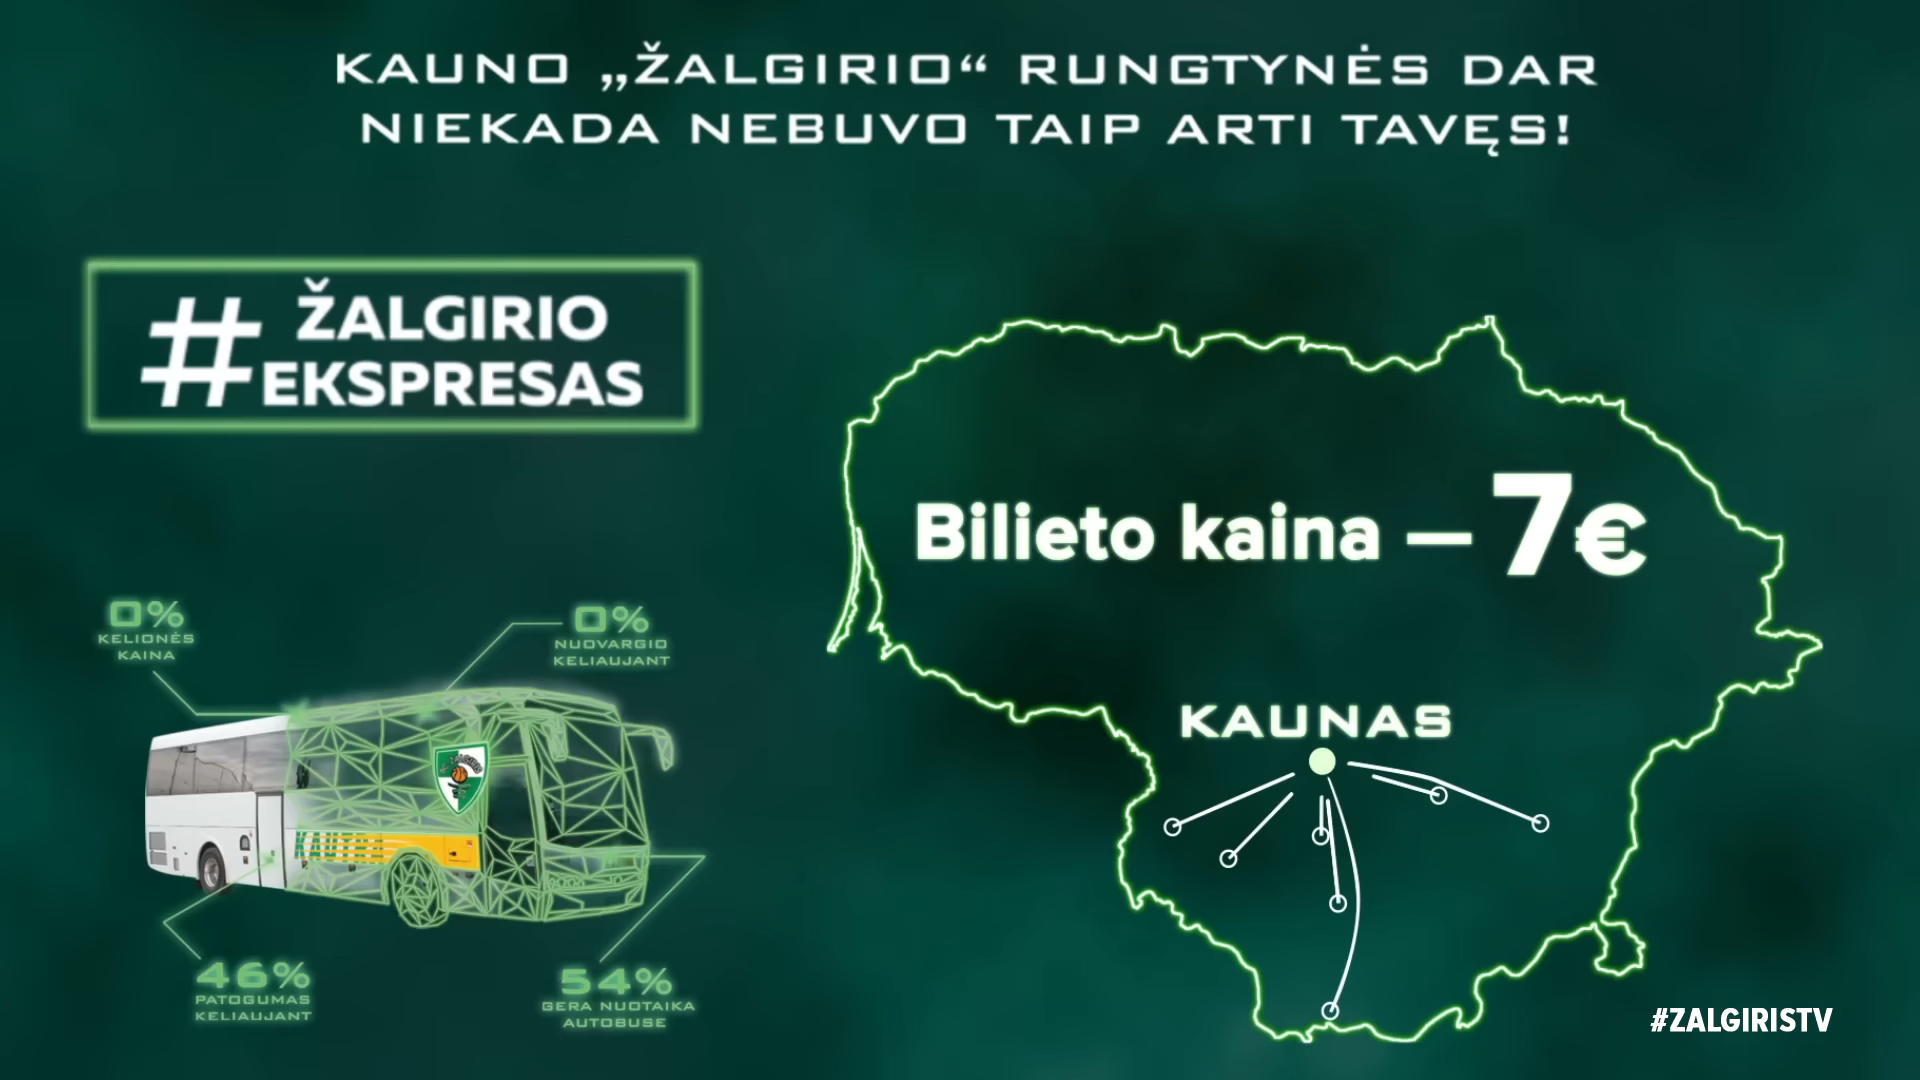 KAUNO „ŽALGIRIO“ RUNGTYNĖS DAR
NIEKADA NEBUVO TAIP ARTI TAVĘS!
# ŽALGIRIO
EKSPRESAS
Bilieto kaina – 7€
0%
KELIONĖS
KAINA
0%
NUOVARGIO
KELIAUJANT
KAUNAS
ŽALGIRIS
46%
PATOGUMAS
KELIAUJANT
54%
GERA NUOTAIKA
AUTOBUSE
#ZALGIRISTV